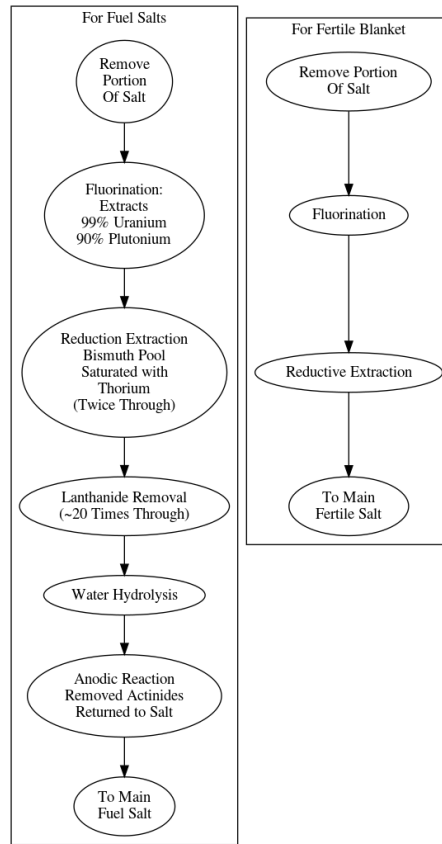 For Fuel Salts
Remove
Portion
Of Salt
Fluorination:
Extracts
99% Uranium
90% Plutonium
Reduction Extraction
Bismuth Pool
Saturated with
Thorium
(Twice Through)
Lanthanide Removal
(~20 Times Through)
Water Hydrolysis
Anodic Reaction
Removed Actinides
Returned to Salt
To Main
Fuel Salt
For Fertile Blanket
Remove Portion
Of Salt
Fluorination
Reductive Extraction
To Main
Fertile Salt